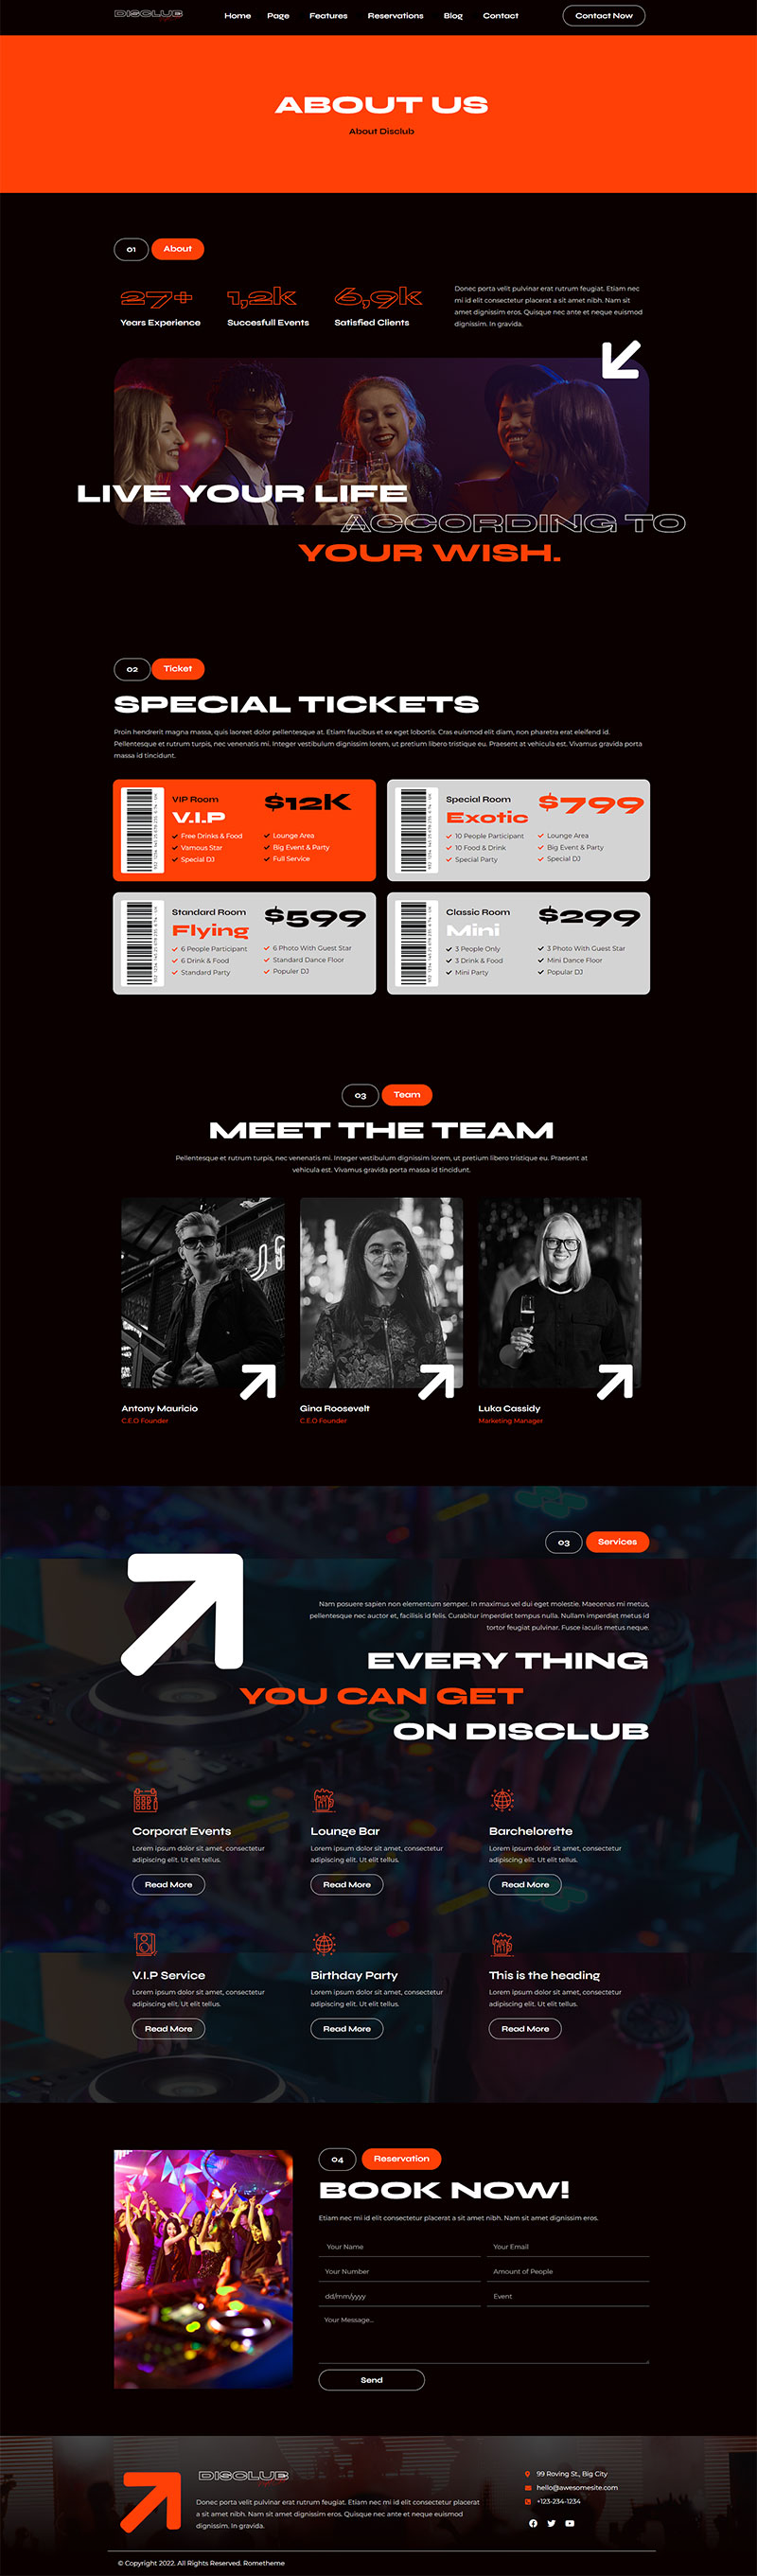 DISCLUB
Home Page Features Reservations Blog Contact Contact Now
ABOUT US
About Disclub
01 About
27+ 1,2k 6,9k
Years Experience Succesfull Events Satisfied Clients
Donec porta velit pulvinar erat rutrum feugiat. Etiam nec
mi id elit consectetur placerat a sit amet nibh. Nam sit
amet dignissim eros. Quisque nec ante et neque euismod
dignissim. In gravida.
LIVE YOUR LIFE
ACCORDING TO
YOUR WISH.
02 Ticket
SPECIAL TICKETS
Proin hendrerit magna massa, quis laoreet dolor pellentesque at. Etiam faucibus et ex eget lobortis. Cras euismod elit diam, non pharetra erat eleifend id.
Pellentesque et rutrum turpis, nec venenatis mi. Integer vestibulum dignissim lorem, ut pretium libero tristique eu. Praesent at vehicula est. Vivamus gravida porta
massa id tincidunt.
VIP Room
V.I.P
$12K
Free Drinks & Food
Vamous Star
Special DJ
Lounge Area
Big Event & Party
Full Service
Special Room
Exotic
$799
10 People Participant
10 Food & Drink
Special Party
Lounge Area
Big Event & Party
Special DJ
Standard Room
Flying
$599
6 People Participant
6 Drink & Food
Standard Party
6 Photo With Guest Star
Standard Dance Floor
Populer DJ
Classic Room
Mini
$299
3 People Only
3 Drink & Food
Mini Party
3 Photo With Guest Star
Mini Dance Floor
Popular DJ
03 Team
MEET THE TEAM
Pellentesque et rutrum turpis, nec venenatis mi. Integer vestibulum dignissim lorem, ut pretium libero tristique eu. Praesent at
vehicula est. Vivamus gravida porta massa id tincidunt.
Antony Mauricio
C.E.O Founder
Gina Roosevelt
C.E.O Founder
Luka Cassidy
Marketing Manager
03 Services
Nam posuere sapien non elementum semper. In maximus vel dui eget molestie. Maecenas mi metus,
pellentesque nec auctor et, facilisis id felis. Curabitur imperdiet tempus nulla. Nullam imperdiet metus id
tortor feugiat pulvinar. Fusce iaculis metus neque.
EVERY THING
YOU CAN GET
ON DISCLUB
Corporat Events
Lorem ipsum dolor sit amet, consectetur
adipiscing elit. Ut elit tellus.
Read More
Lounge Bar
Lorem ipsum dolor sit amet, consectetur
adipiscing elit. Ut elit tellus.
Read More
Barchelorette
Lorem ipsum dolor sit amet, consectetur
adipiscing elit. Ut elit tellus.
Read More
V.I.P Service
Lorem ipsum dolor sit amet, consectetur
adipiscing elit. Ut elit tellus.
Read More
Birthday Party
Lorem ipsum dolor sit amet, consectetur
adipiscing elit. Ut elit tellus.
Read More
This is the heading
Lorem ipsum dolor sit amet, consectetur
adipiscing elit. Ut elit tellus.
Read More
04 Reservation
BOOK NOW!
Etiam nec mi id elit consectetur placerat a sit amet nibh. Nam sit amet dignissim eros.
Your Name Your Email
Your Number Amount of People
dd/mm/yyyy Event
Your Message...
Send
DISCLUB
Donec porta velit pulvinar erat rutrum feugiat. Etiam nec mi id elit consectetur placerat
a sit amet nibh. Nam sit amet dignissim eros. Quisque nec ante et neque euismod
dignissim. In gravida.
99 Roving St., Big City
hello@awesomesite.com
+123-234-1234
© Copyright 2022. All Rights Reserved. Rometheme